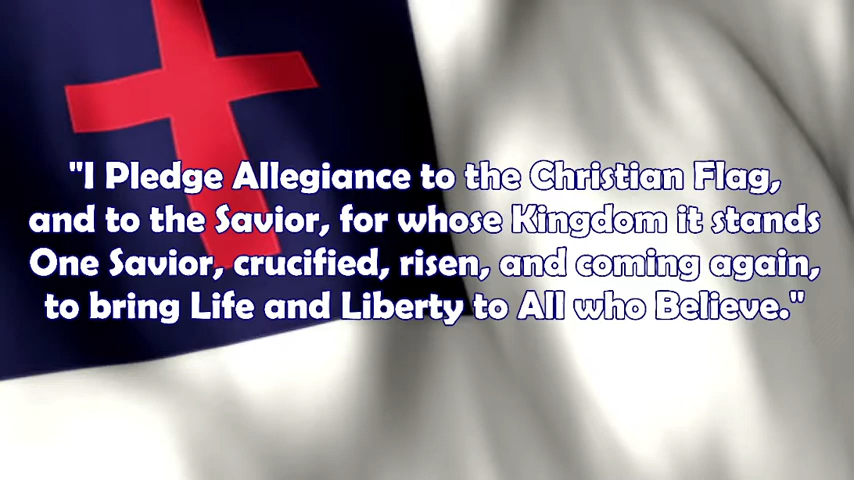 "I Pledge Allegiance to the Christian Flag,
and to the Savior, for whose Kingdom it stands
One Savior, crucified, risen, and coming again,
to bring Life and Liberty to All who Believe."